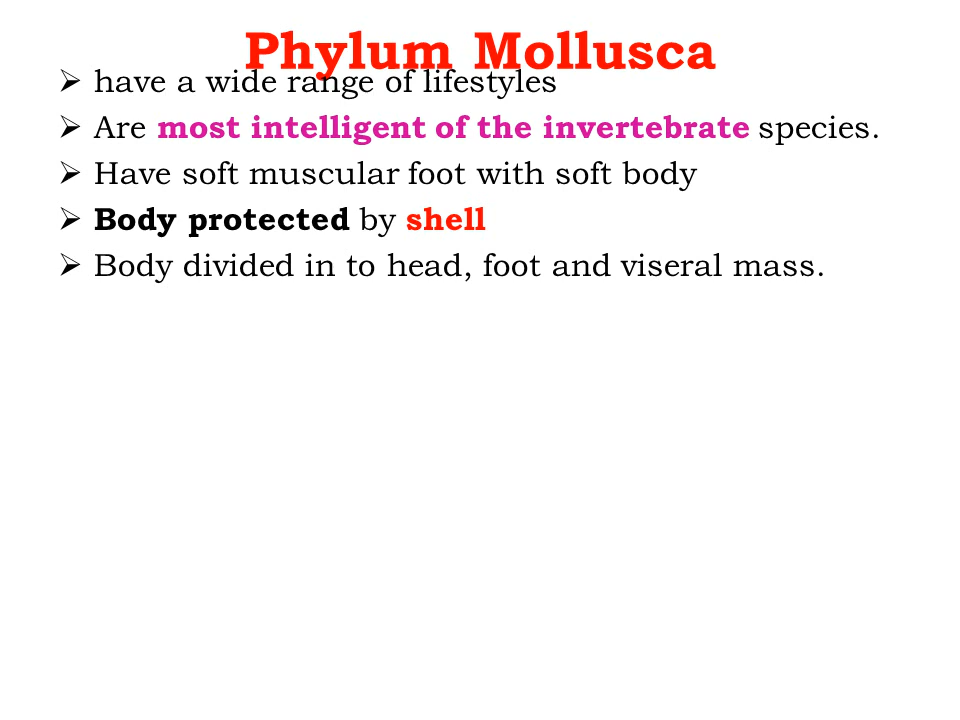 Phylum Mollusca
➢ have a wide range of lifestyles
➢ Are most intelligent of the invertebrate species.
➢ Have soft muscular foot with soft body
➢ Body protected by shell
➢ Body divided in to head, foot and viseral mass.